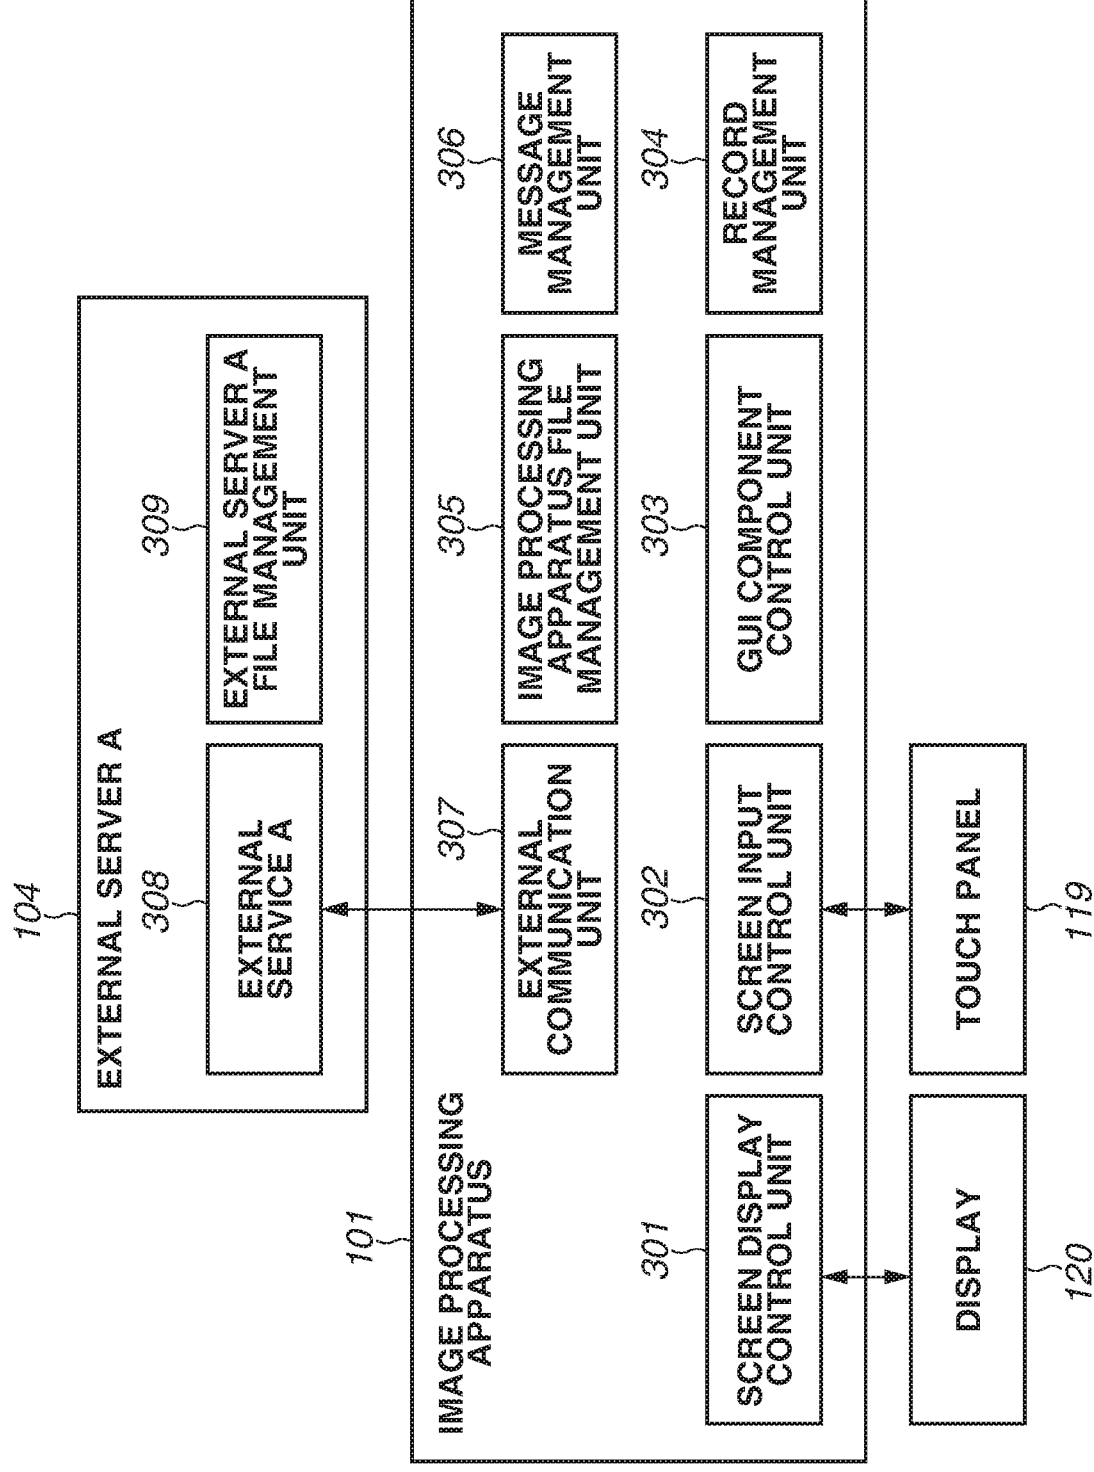 104
EXTERNAL SERVER A
308
EXTERNAL
SERVICE A
309
EXTERNAL SERVER A
FILE MANAGEMENT
UNIT
101
IMAGE PROCESSING
APPARATUS
307
EXTERNAL
COMMUNICATION
UNIT
305
IMAGE PROCESSING
APPARATUS FILE
MANAGEMENT UNIT
306
MESSAGE
MANAGEMENT
UNIT
301
SCREEN DISPLAY
CONTROL UNIT
302
SCREEN INPUT
CONTROL UNIT
303
GUI COMPONENT
CONTROL UNIT
304
RECORD
MANAGEMENT
UNIT
DISPLAY
120
TOUCH PANEL
119